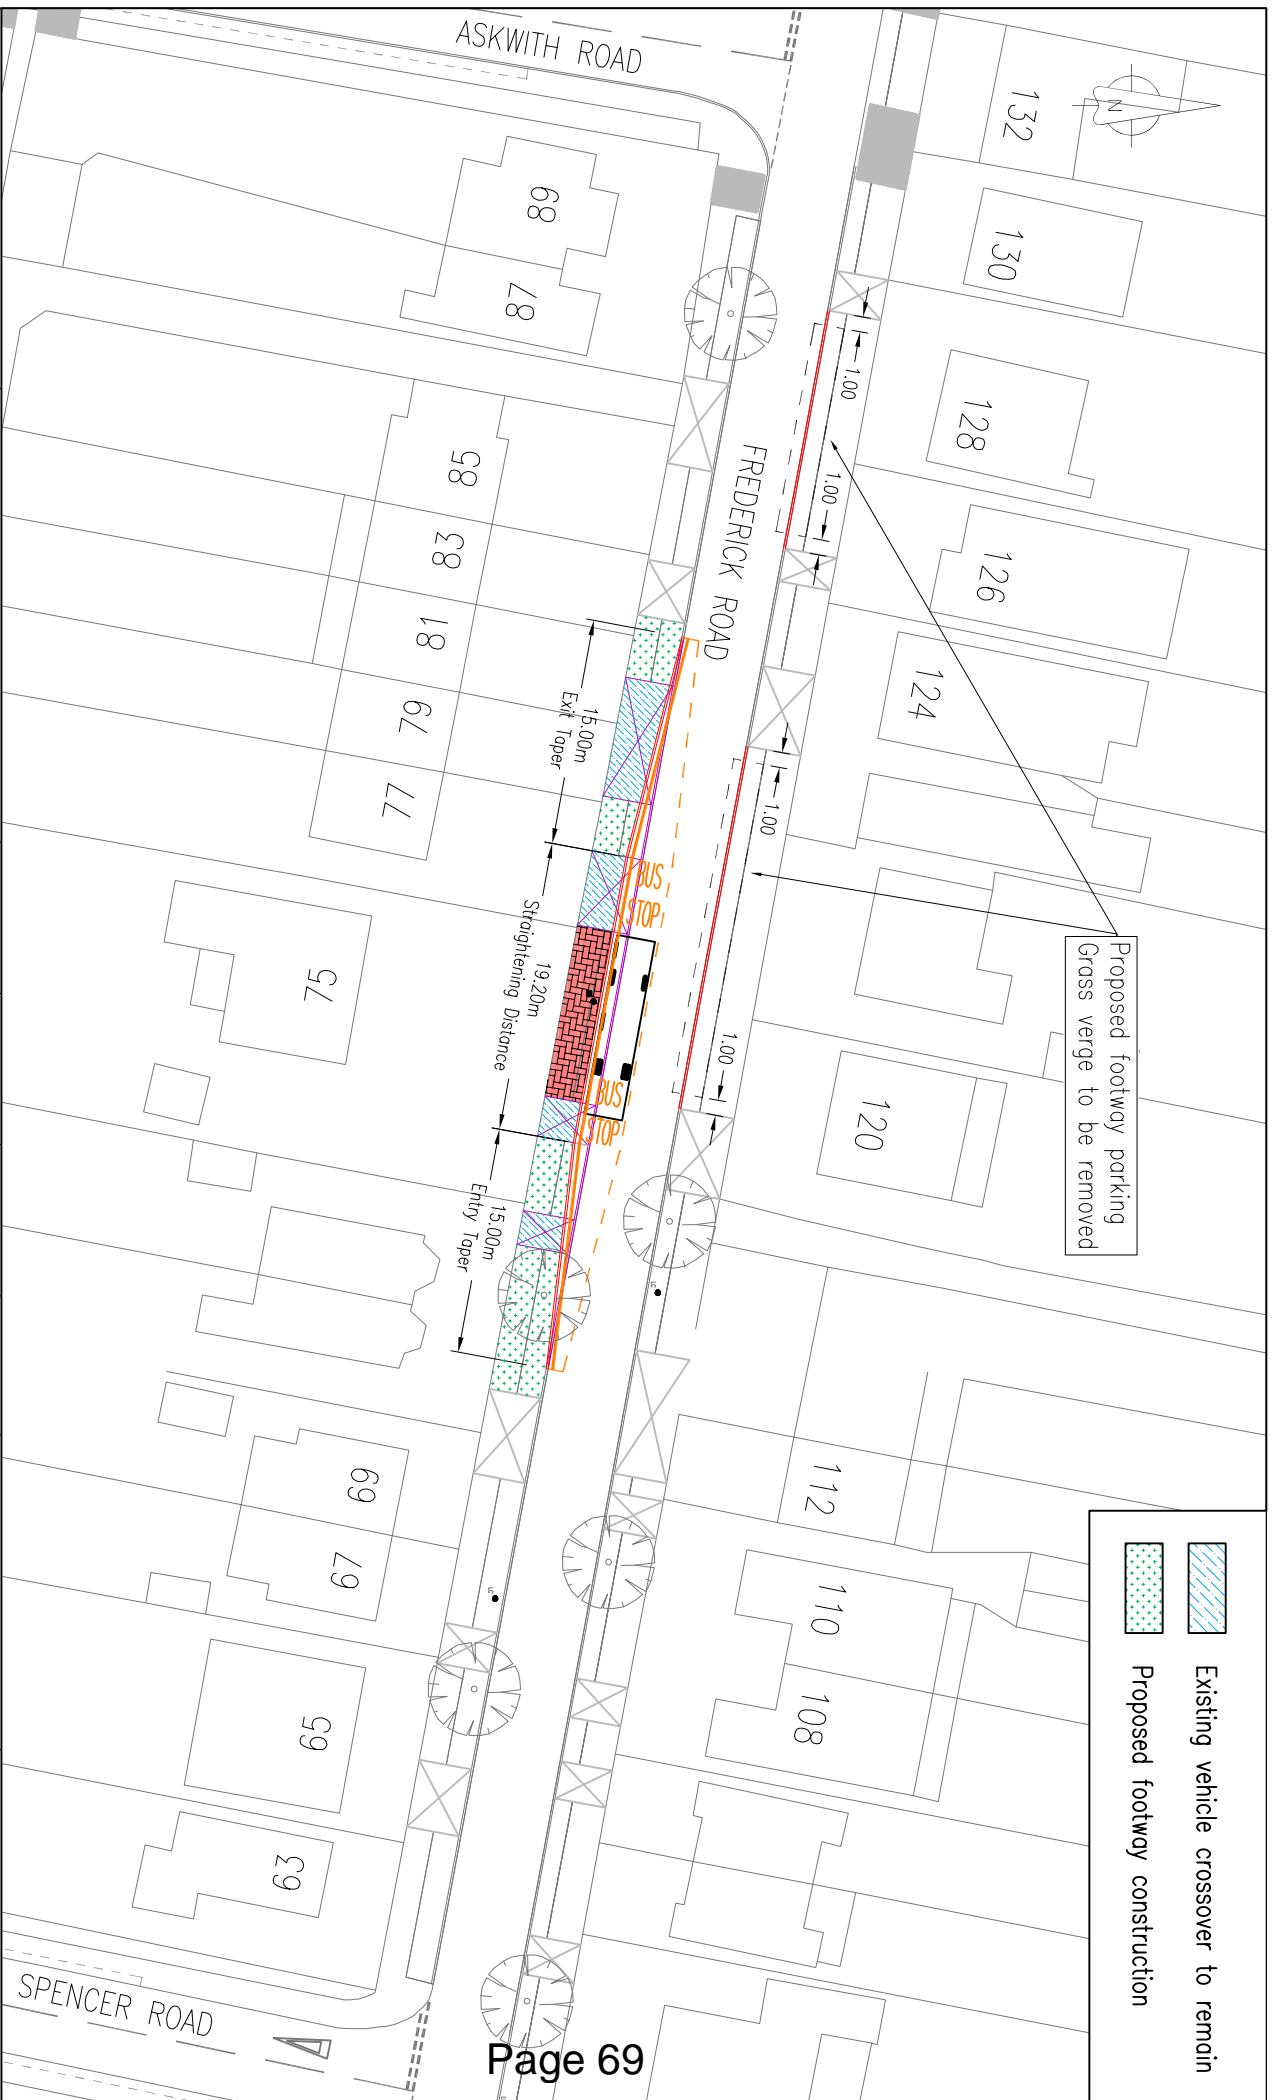 Existing vehicle crossover to remain
Proposed footway construction
N
132
130
128
126
124
120
112
110
108
Proposed footway parking
Grass verge to be removed
1.00
1.00
1.00
1.00
ASKWITH ROAD
FREDERICK ROAD
BUS STOP
BUS STOP
15.00m
Exit Taper
19.20m
Straightening Distance
15.00m
Entry Taper
89
87
85
83
81
79
77
75
69
67
65
63
SPENCER ROAD
Page 69